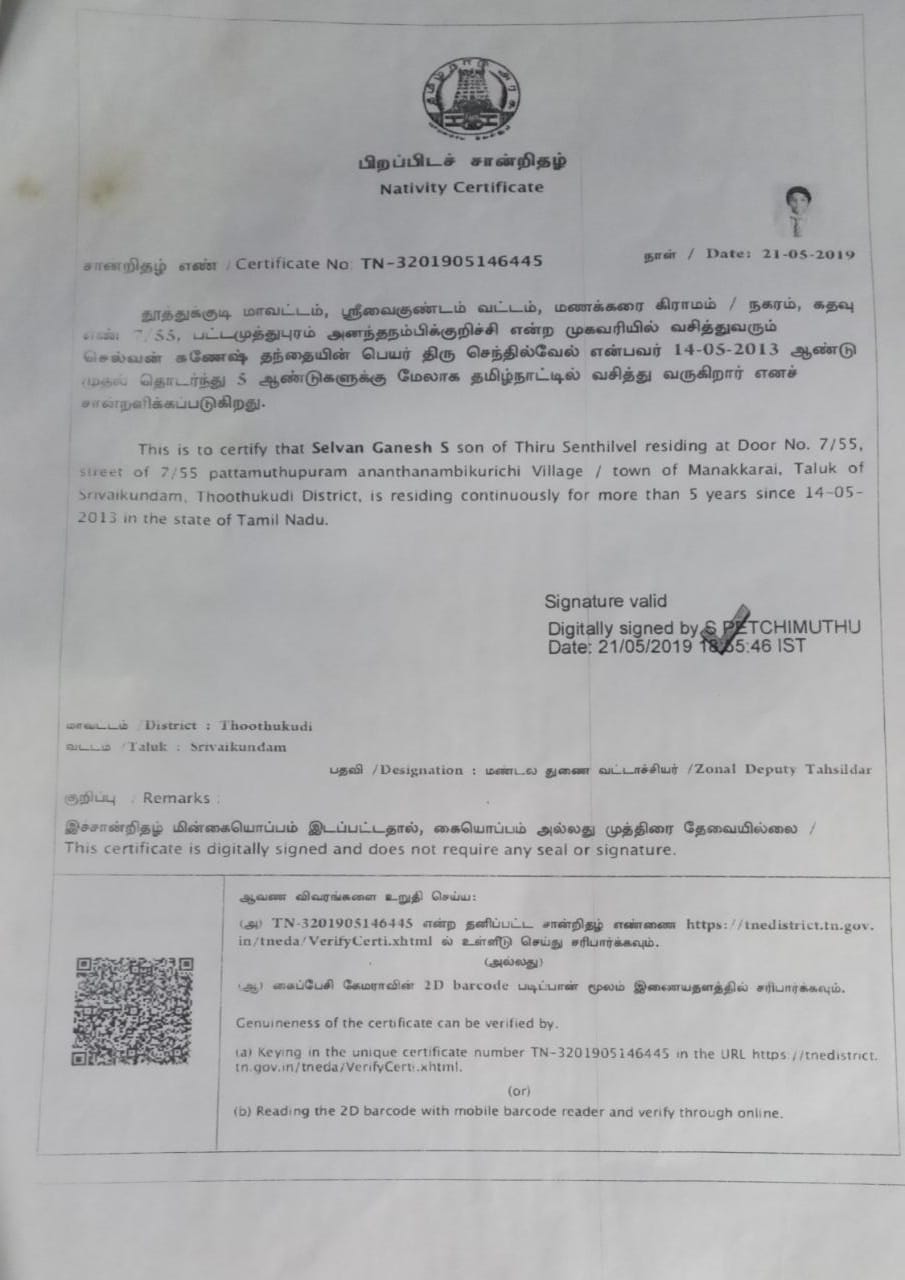 பிறப்பிடச் சான்றிதழ்
Nativity Certificate
சான்றிதழ் எண் / Certificate No: TN-3201905146445
நாள் / Date: 21-05-2019
தூத்துக்குடி மாவட்டம், ஸ்ரீவைகுண்டம் வட்டம், மணக்கரை கிராமம் / நகரம், கதவு
எண் 7/55, பட்டமுத்துபுரம் அனந்தநம்பிக்குறிச்சி என்ற முகவரியில் வசித்துவரும்
செல்வன் கணேஷ் தந்தையின் பெயர் திரு செந்தில்வேல் என்பவர் 14-05-2013 ஆண்டு
முதல் தொடர்ந்து 5 ஆண்டுகளுக்கு மேலாக தமிழ்நாட்டில் வசித்து வருகிறார் எனச்
சான்றளிக்கப்படுகிறது.
This is to certify that Selvan Ganesh S son of Thiru Senthilvel residing at Door No. 7/55,
street of 7/55 pattamuthupuram ananthanambikurichi Village / town of Manakkarai, Taluk of
Srivaikundam, Thoothukudi District, is residing continuously for more than 5 years since 14-05-
2013 in the state of Tamil Nadu.
Signature valid
Digitally signed by S PETCHIMUTHU
Date: 21/05/2019 18:55:46 IST
மாவட்டம் /District : Thoothukudi
வட்டம் /Taluk : Srivaikundam
பதவி /Designation : மண்டல துணை வட்டாச்சியர் /Zonal Deputy Tahsildar
குறிப்பு / Remarks :
இச்சான்றிதழ் மின்கையொப்பம் இடப்பட்டதால், கையொப்பம் அல்லது முத்திரை தேவையில்லை /
This certificate is digitally signed and does not require any seal or signature.
ஆவண விவரங்களை உறுதி செய்ய:
(அ) TN-3201905146445 என்ற தனிப்பட்ட சான்றிதழ் எண்ணை https://tnedistrict.tn.gov.
in/tneda/VerifyCerti.xhtml ல் உள்ளீடு செய்து சரிபார்க்கவும்.
(அல்லது)
(ஆ) கைப்பேசி கேமராவின் 2D barcode படிப்பான் மூலம் இணையதளத்தில் சரிபார்க்கவும்.
Genuineness of the certificate can be verified by.
(a) Keying in the unique certificate number TN-3201905146445 in the URL https://tnedistrict.
tn.gov.in/tneda/VerifyCerti.xhtml.
(or)
(b) Reading the 2D barcode with mobile barcode reader and verify through online.